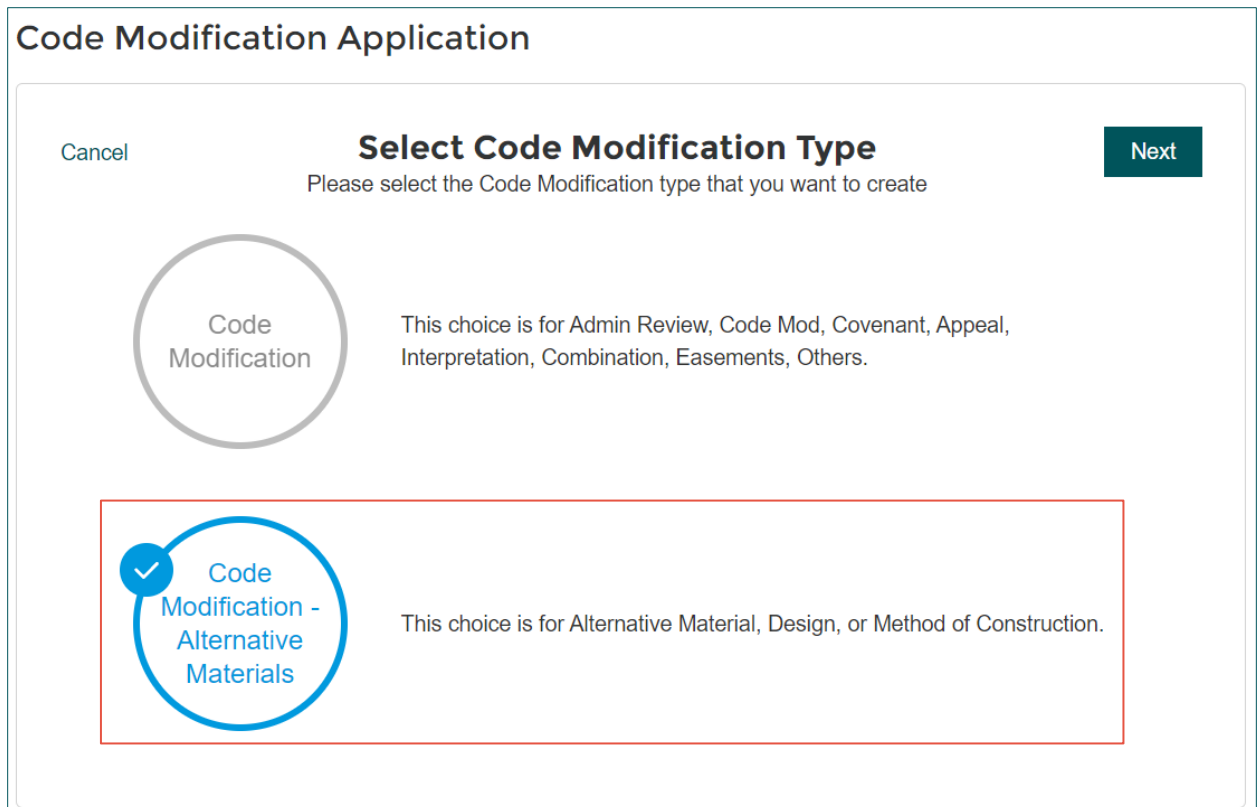 Code Modification Application
Cancel
Select Code Modification Type
Next
Please select the Code Modification type that you want to create
Code
Modification
This choice is for Admin Review, Code Mod, Covenant, Appeal,
Interpretation, Combination, Easements, Others.
Code
Modification -
Alternative
Materials
This choice is for Alternative Material, Design, or Method of Construction.